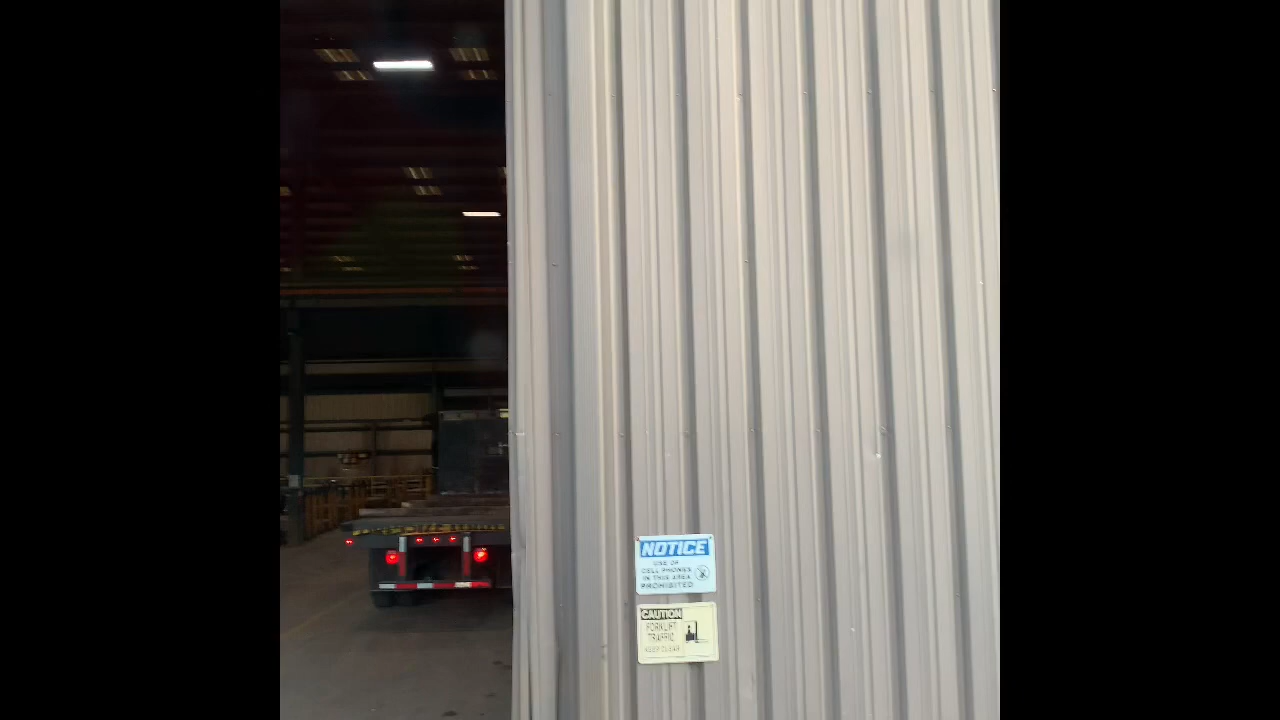 NOTICE
USE OF
CELL PHONES
IN THIS AREA
PROHIBITED
CAUTION
FORKLIFT
TRAFFIC
KEEP CLEAR